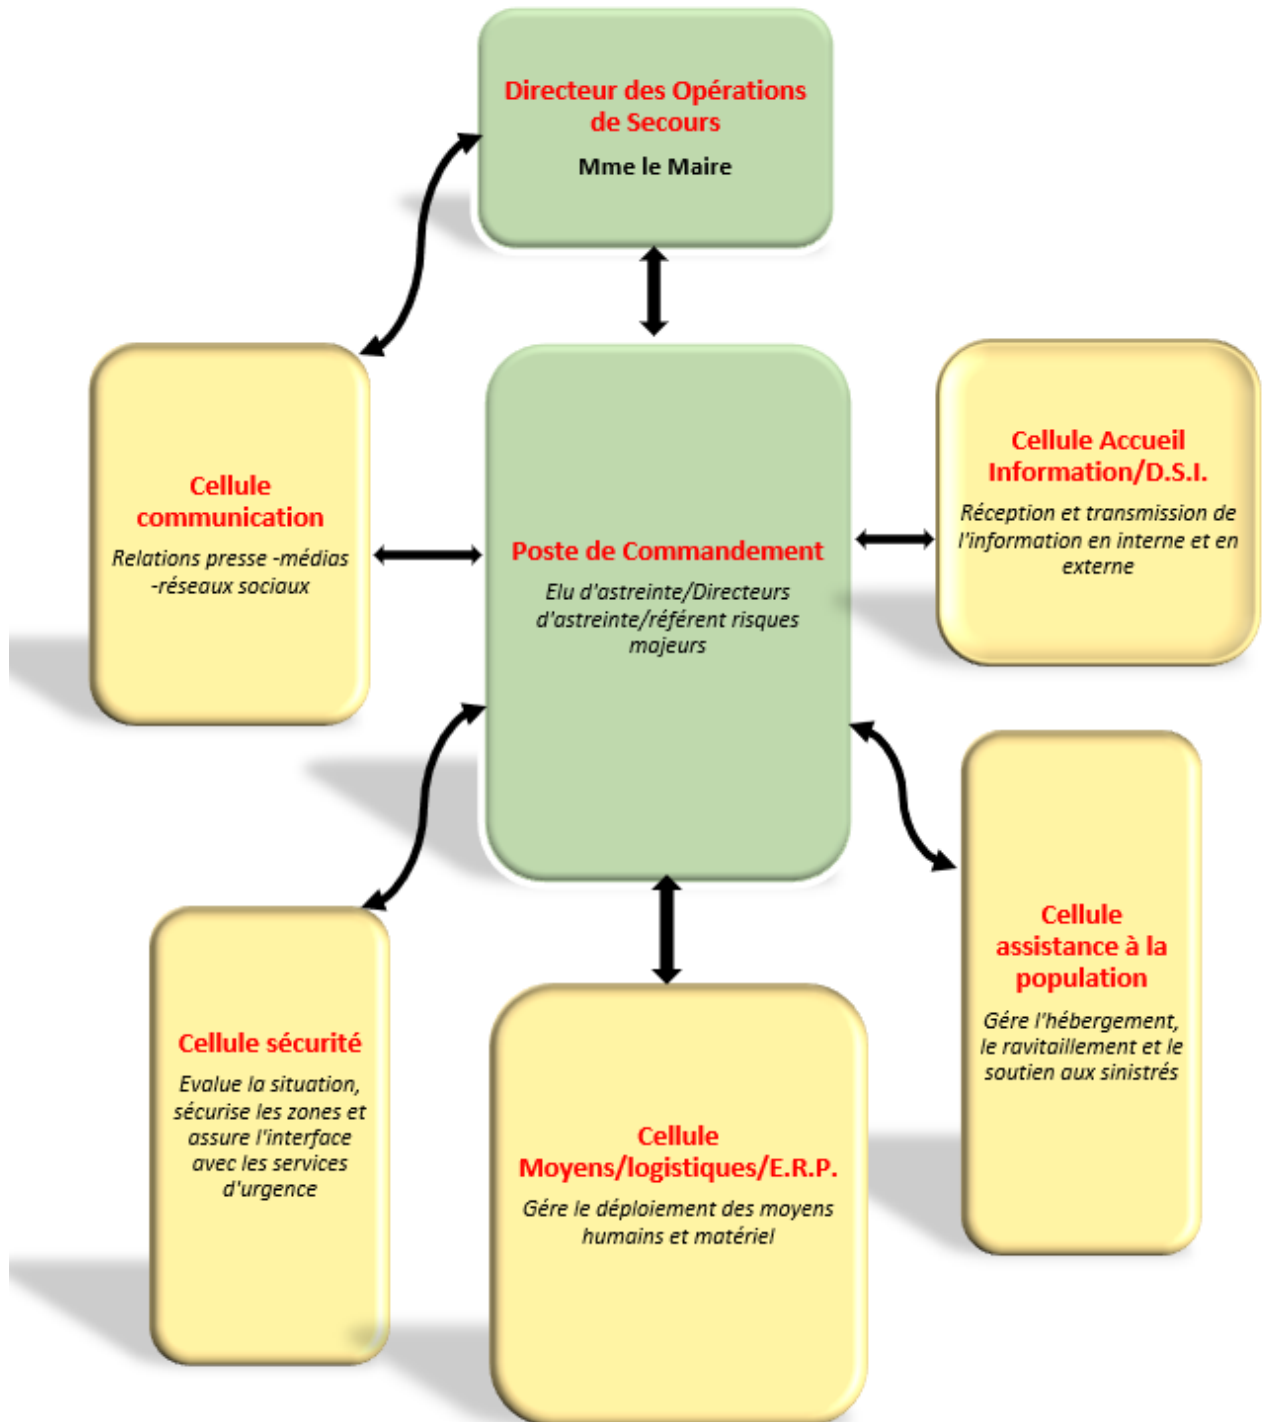 Directeur des Opérations
de Secours
Mme le Maire
Cellule
communication
Relations presse -médias
-réseaux sociaux
Poste de Commandement
Elu d'astreinte/Directeurs
d'astreinte/référent risques
majeurs
Cellule Accueil
Information/D.S.I.
Réception et transmission de
l'information en interne et en
externe
Cellule sécurité
Evalue la situation,
sécurise les zones et
assure l'interface
avec les services
d'urgence
Cellule
Moyens/logistiques/E.R.P.
Gére le déploiement des moyens
humains et matériel
Cellule
assistance à la
population
Gére l'hébergement,
le ravitaillement et le
soutien aux sinistrés